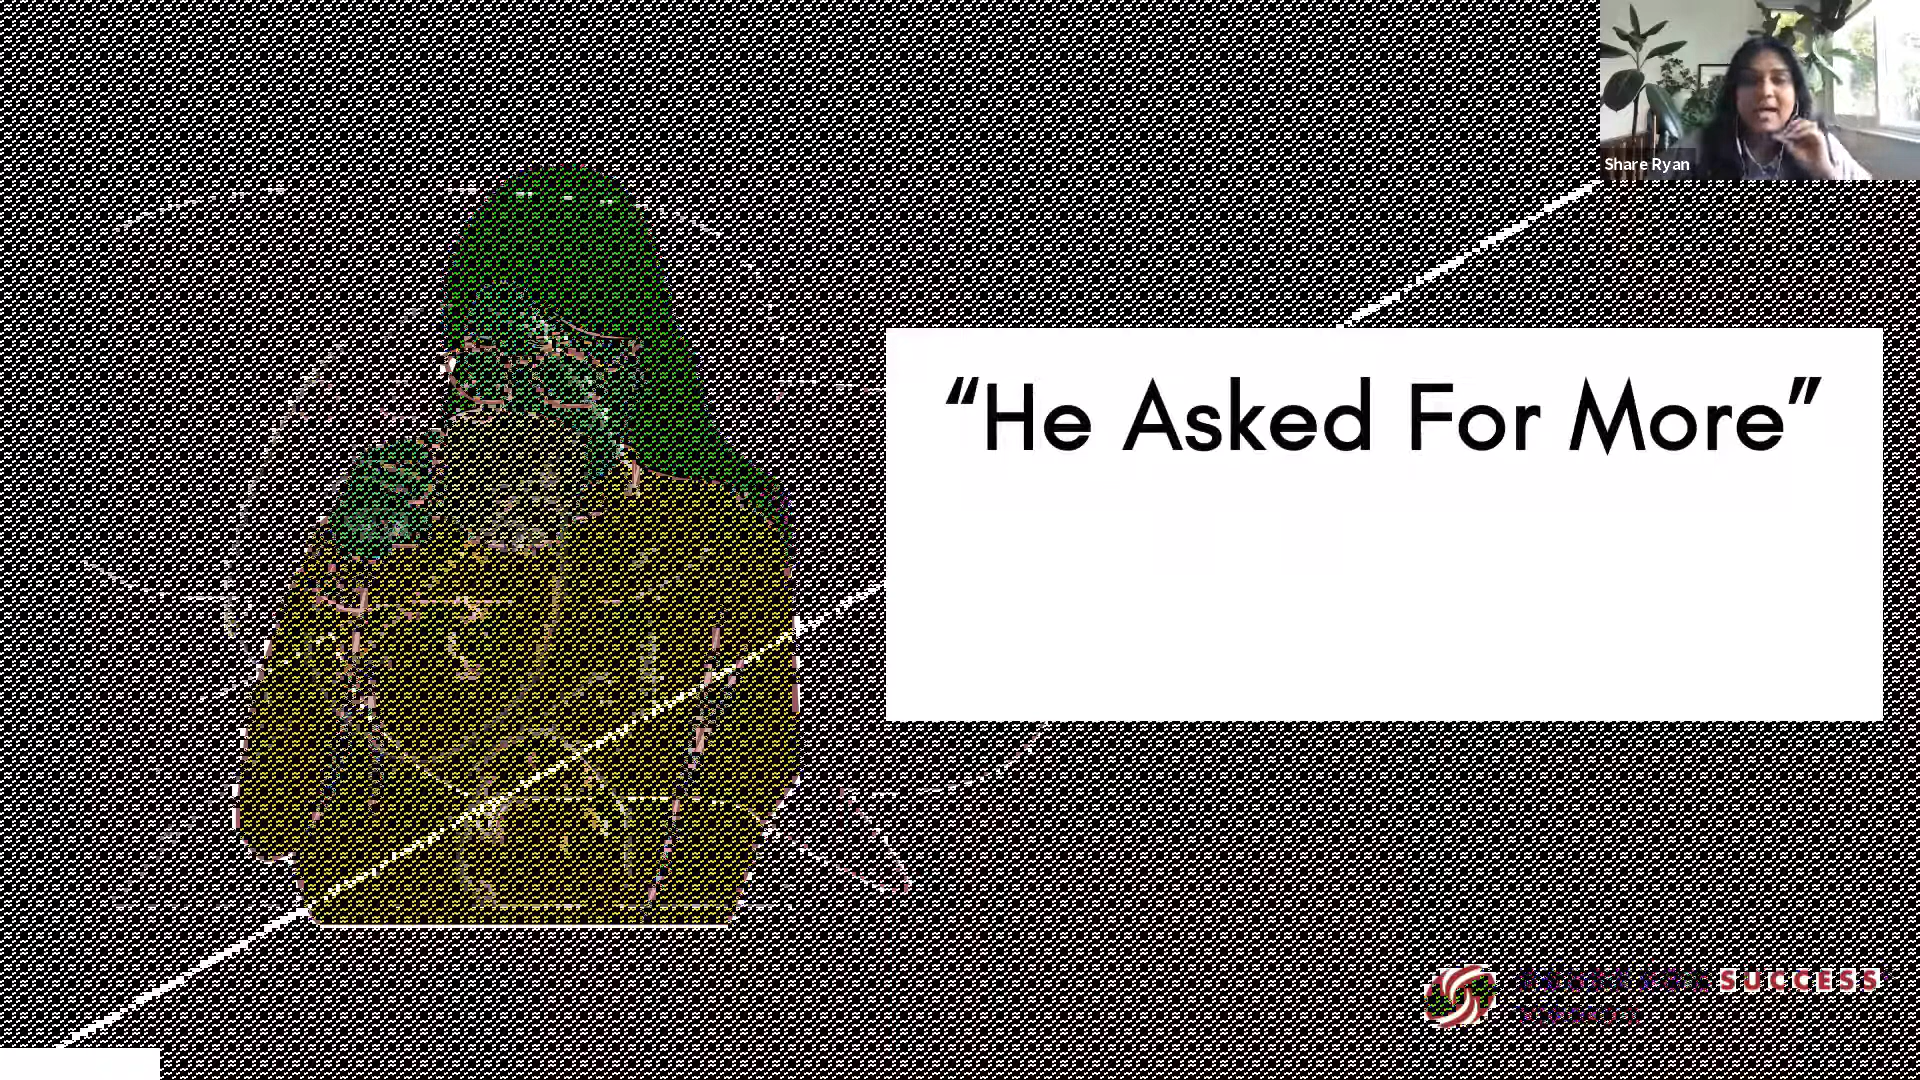 Share Ryan
“He Asked For More”
SUCCESS